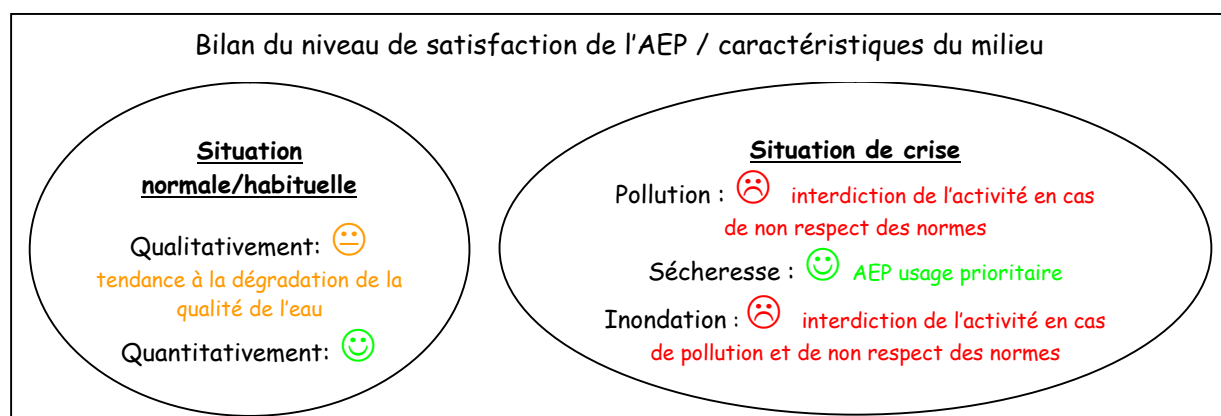 Bilan du niveau de satisfaction de l'AEP / caractéristiques du milieu
Situation
normale/habituelle
Qualitativement:
tendance à la dégradation de la
qualité de l'eau
Quantitativement:
Situation de crise
Pollution : interdiction de l'activité en cas
de non respect des normes
Sécheresse : AEP usage prioritaire
Inondation : interdiction de l'activité en cas
de pollution et de non respect des normes